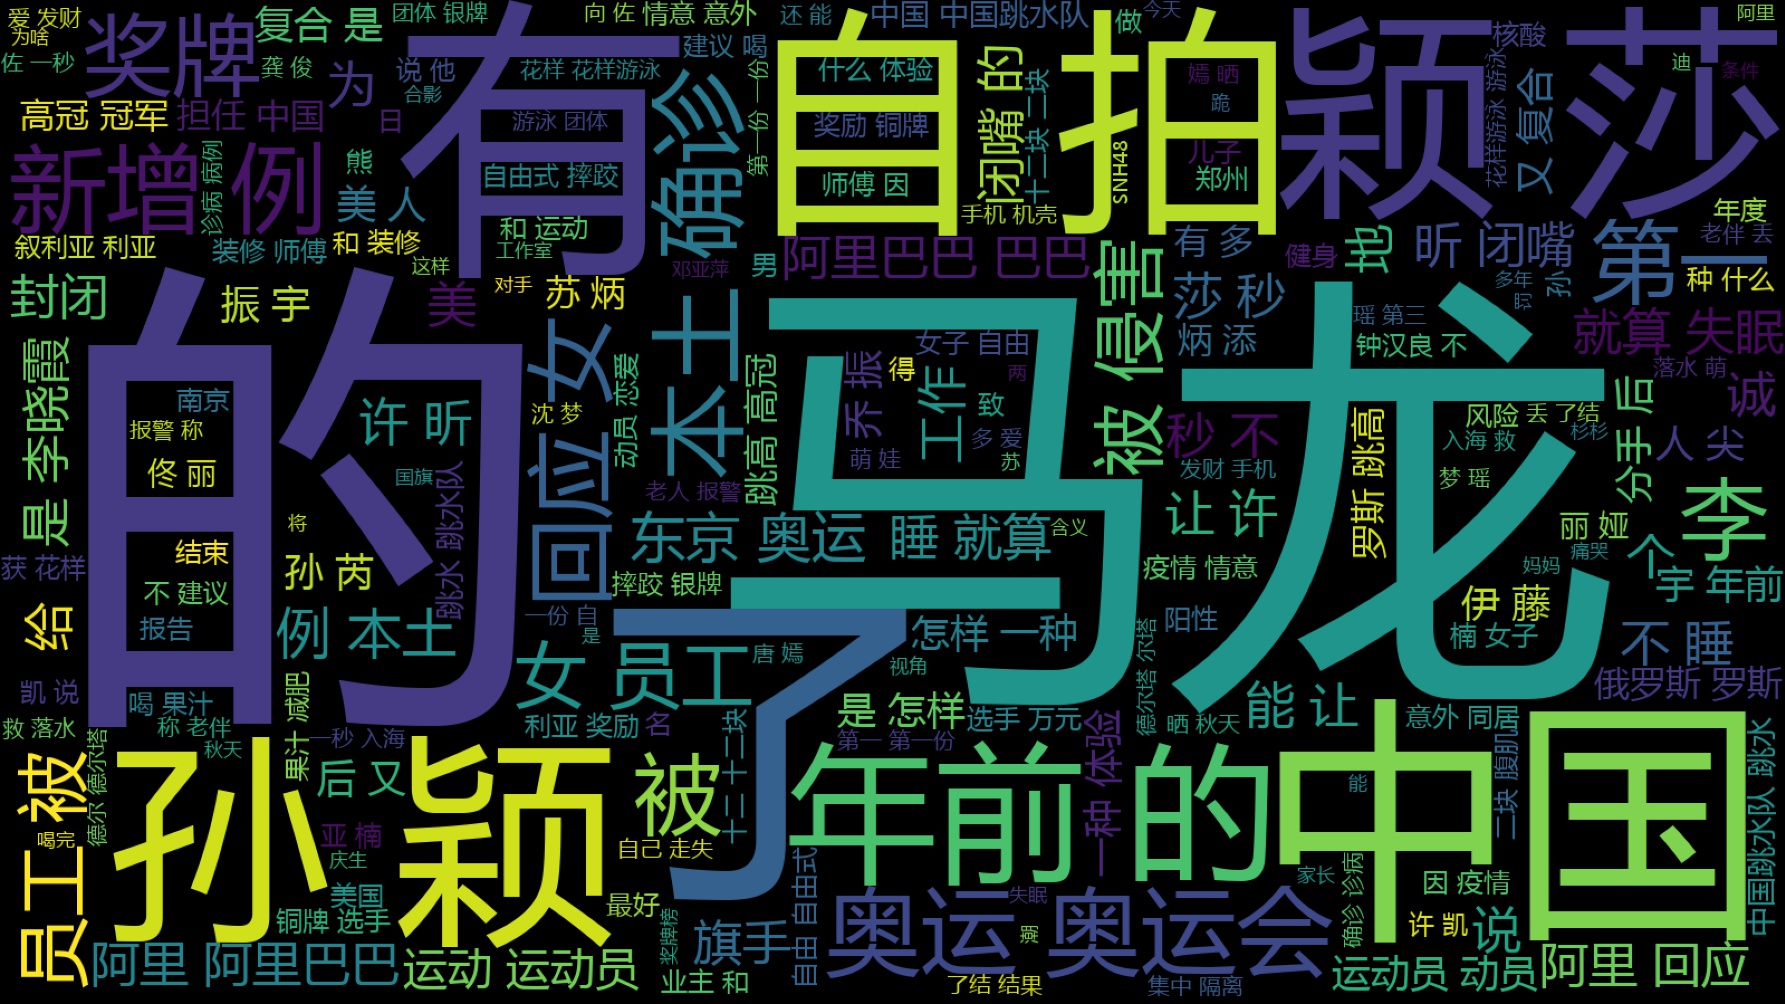 爱 发财
为啥
佐 一秒
奖牌
复合 是
龚 俊
团体 银牌
说 他
合影
为
日
高冠 冠军
担任 中国
有
花样 花样游泳
游泳 团体
自由式 摔跤
向 佐
情意 意外
建议 喝
确诊
第一份 一份
还 能
中国 中国跳水队
做
今天
阿里
自拍
什么 体验
奖励 铜牌
师傅 因
闭嘴 的
十二块 二块
嫣 晒
跪
SNH48
儿子
郑州
颖 莎
核酸
花样游泳 游泳
又 复合
迪
条件
新增 例
诊病 病例
熊
美 人
叙利亚 利亚
装修 师傅
和 装修
这样
和 运动
工作室
对手
邓亚萍
男
手机 机壳
阿里巴巴 巴巴
有 多
健身
地
昕 闭嘴
第一
年度
老伴 丢
种 什么
多年
孙
封闭
振 宇
美
苏 炳
本土
被 侵害
莎 秒
炳 添
瑶 第三
钟汉良 不
就算 失眠
落水 萌
诚
是 李晓霞
的
南京
报警 称
佟 丽
许 昕
国旗
跳水 跳水队
回应
女
沈 梦
动员 恋爱
跳高 高冠
老人 报警
马龙
女子 自由
乔 振
得
两
工作
致
多 爱
苏
萌 娃
秒 不
发财 手机
罗斯 跳高
风险
丢 了结
入海 救
杉杉
梦 瑶
分手 后
人 尖
李
获 花样
给
结束
不 建议
报告
将
孙 芮
例 本土
东京 奥运
睡 就算
含义
摔跤 银牌
一份 自
是
让 许
疫情 情意
丽 娅
痛哭
个
妈妈
宇 年前
伊 藤
楠 女子
不 睡
俄罗斯 罗斯
凯 说
喝 果汁
救 落水
称 老伴
秋天
果汁 减肥
一秒 入海
女 员工
唐 嫣
利亚 奖励
名
了
怎样 一种
视角
是 怎样
选手 万元
第一 第一份
阳性
德尔塔 尔塔
晒 秋天
能 让
意外 同居
员工 被
德尔 德尔塔
喝完
孙 颖
后 又
亚 楠
庆生
美国
铜牌 选手
被
十二 十二块
自己 走失
最好
奖牌榜
年前 的
一种 体验
中国
能
二块 腹肌
中国跳水队 跳水
阿里 阿里巴巴
运动 运动员
旗手
业主 和
自由 自由式
奥运 奥运会
失眠
潮
了结 结果
集中 隔离
家长
确诊 诊病
因 疫情
许 凯
说
运动员 动员
阿里 回应